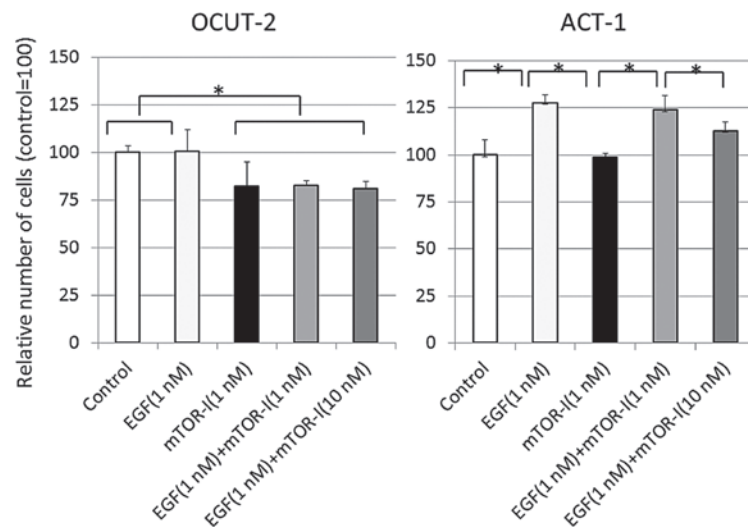 OCUT-2
ACT-1
Relative number of cells (control=100)
150
125
100
75
50
25
0
*
Control
EGF(1 nM)
mTOR-I(1 nM)
EGF(1 nM)+mTOR-I(1 nM)
EGF(1 nM)+mTOR-I(10 nM)
150
125
100
75
50
25
0
* * * *
Control
EGF(1 nM)
mTOR-I(1 nM)
EGF(1 nM)+mTOR-I(1 nM)
EGF(1 nM)+mTOR-I(10 nM)